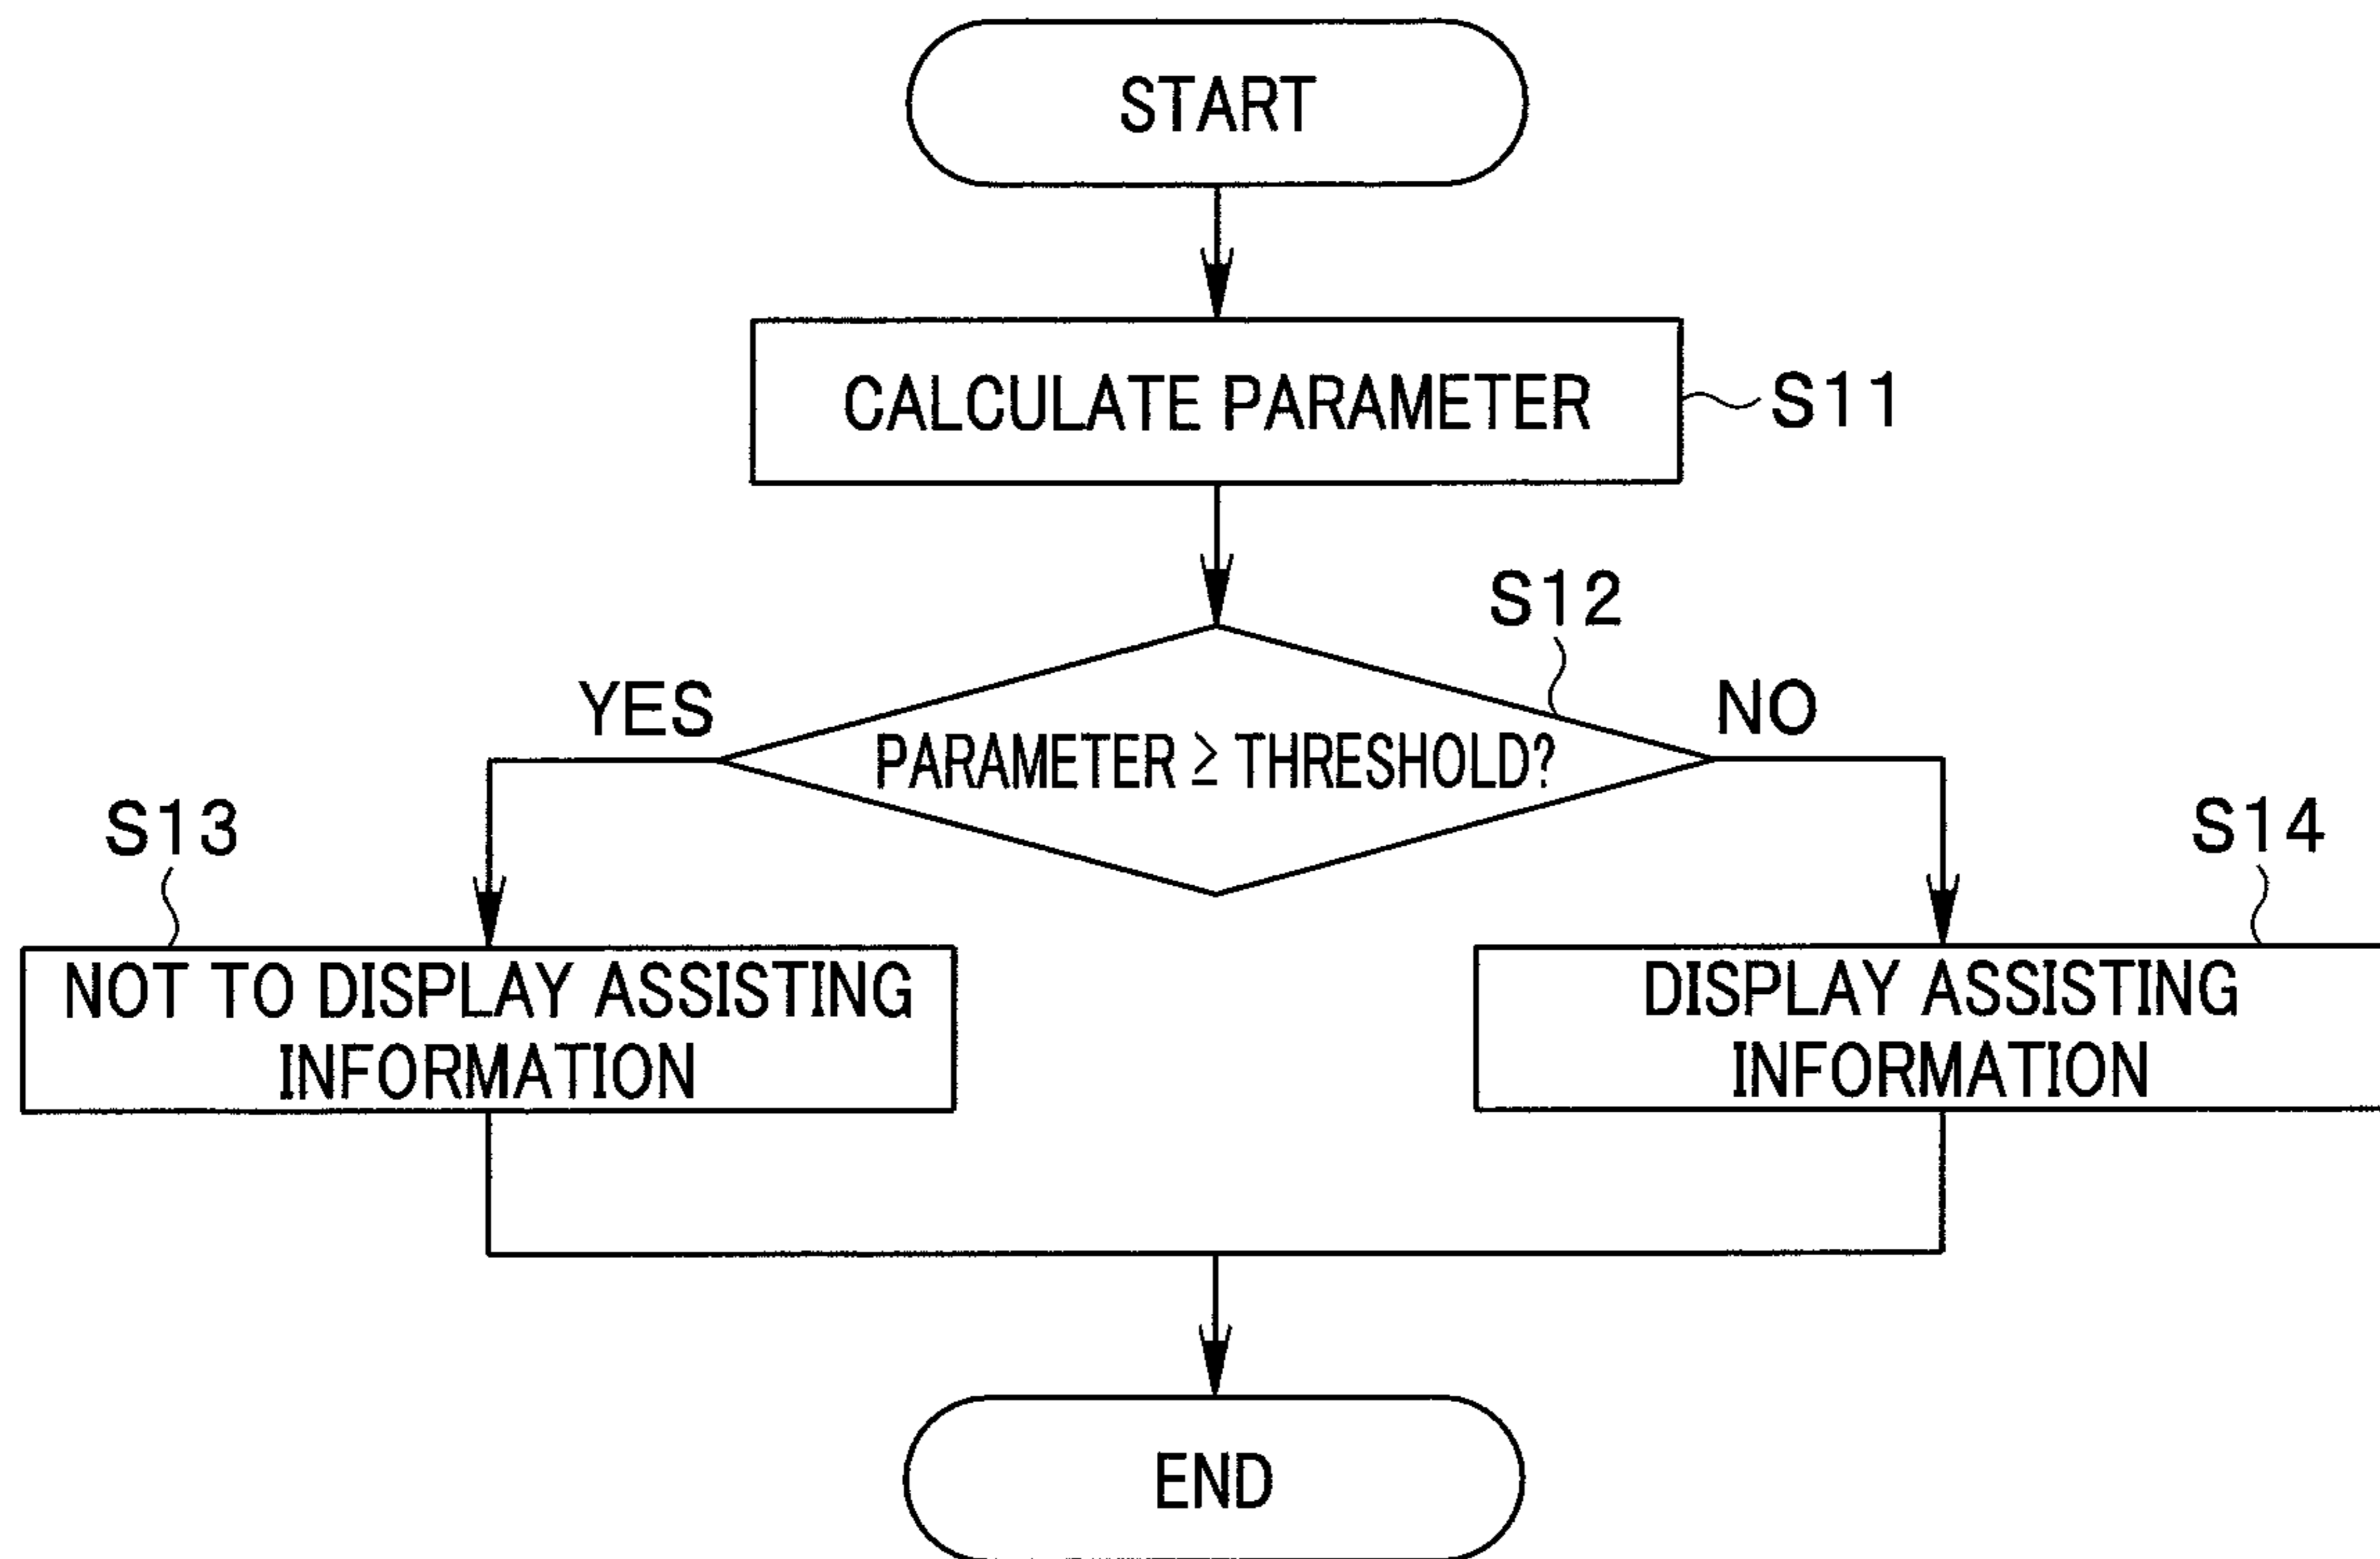 START
CALCULATE PARAMETER
S11
S12
YES
NO
PARAMETER ≥ THRESHOLD?
S13
S14
NOT TO DISPLAY ASSISTING
INFORMATION
DISPLAY ASSISTING
INFORMATION
END